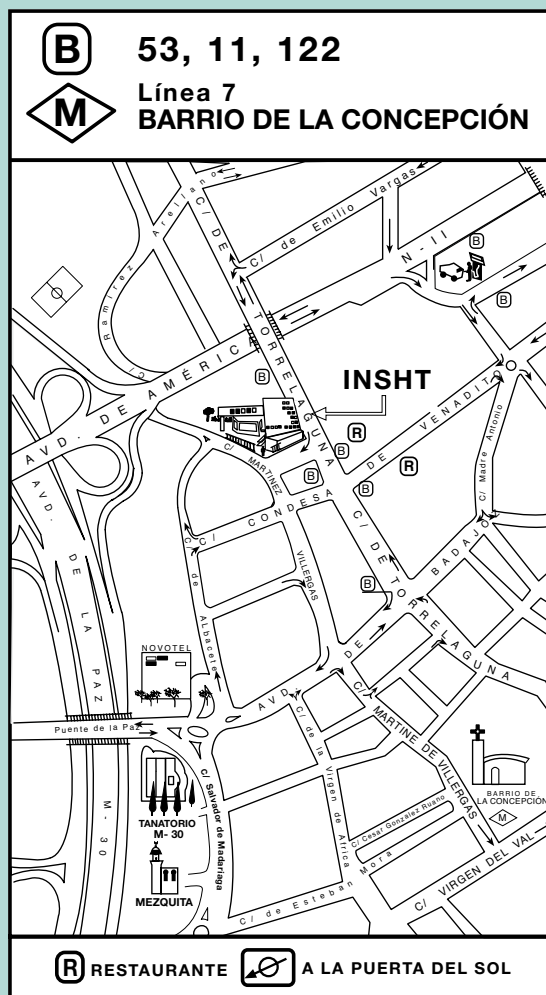 B 53, 11, 122
M Línea 7
BARRIO DE LA CONCEPCIÓN
C/ Ramirez Arellano
C/ DE TORRELAGUNA
C/ de Emilio Vargas
N-II
B
B
AVD. DE AMÉRICA
B
INSHT
C/ MARTINEZ VILLERGAS
B
R
B
R
B
C/ CONDESA DE VENADITO
C/ Madre Antonio
AVD. DE LA PAZ
C/ de Albacete
C/ DE TORRELAGUNA
B
AVD. DE BADAJOZ
NOVOTEL
Puente de la Paz
M-30
TANATORIO
M-30
MEZQUITA
C/ Salvador de Madariaga
C/ de la Virgen de Africa
C/ MARTINE DE VILLERGAS
C/ Cesar González Ruano
C/ de Esteban Mora
BARRIO DE
LA CONCEPCIÓN
M
C/ VIRGEN DEL VAL
R RESTAURANTE
A LA PUERTA DEL SOL